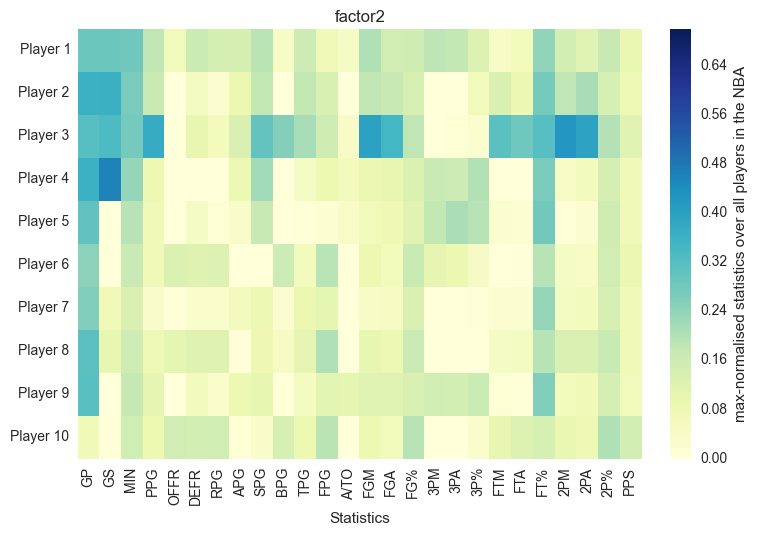 factor2
Player 1
Player 2
Player 3
Player 4
Player 5
Player 6
Player 7
Player 8
Player 9
Player 10
GP GS MIN PPG OFFR DEFR RPG APG SPG BPG TPG FPG A/TO FGM FGA FG% 3PM 3PA 3P% FTM FTA FT% 2PM 2PA 2P% PPS
Statistics
0.64
0.56
0.48
0.40
0.32
0.24
0.16
0.08
0.00
max-normalised statistics over all players in the NBA